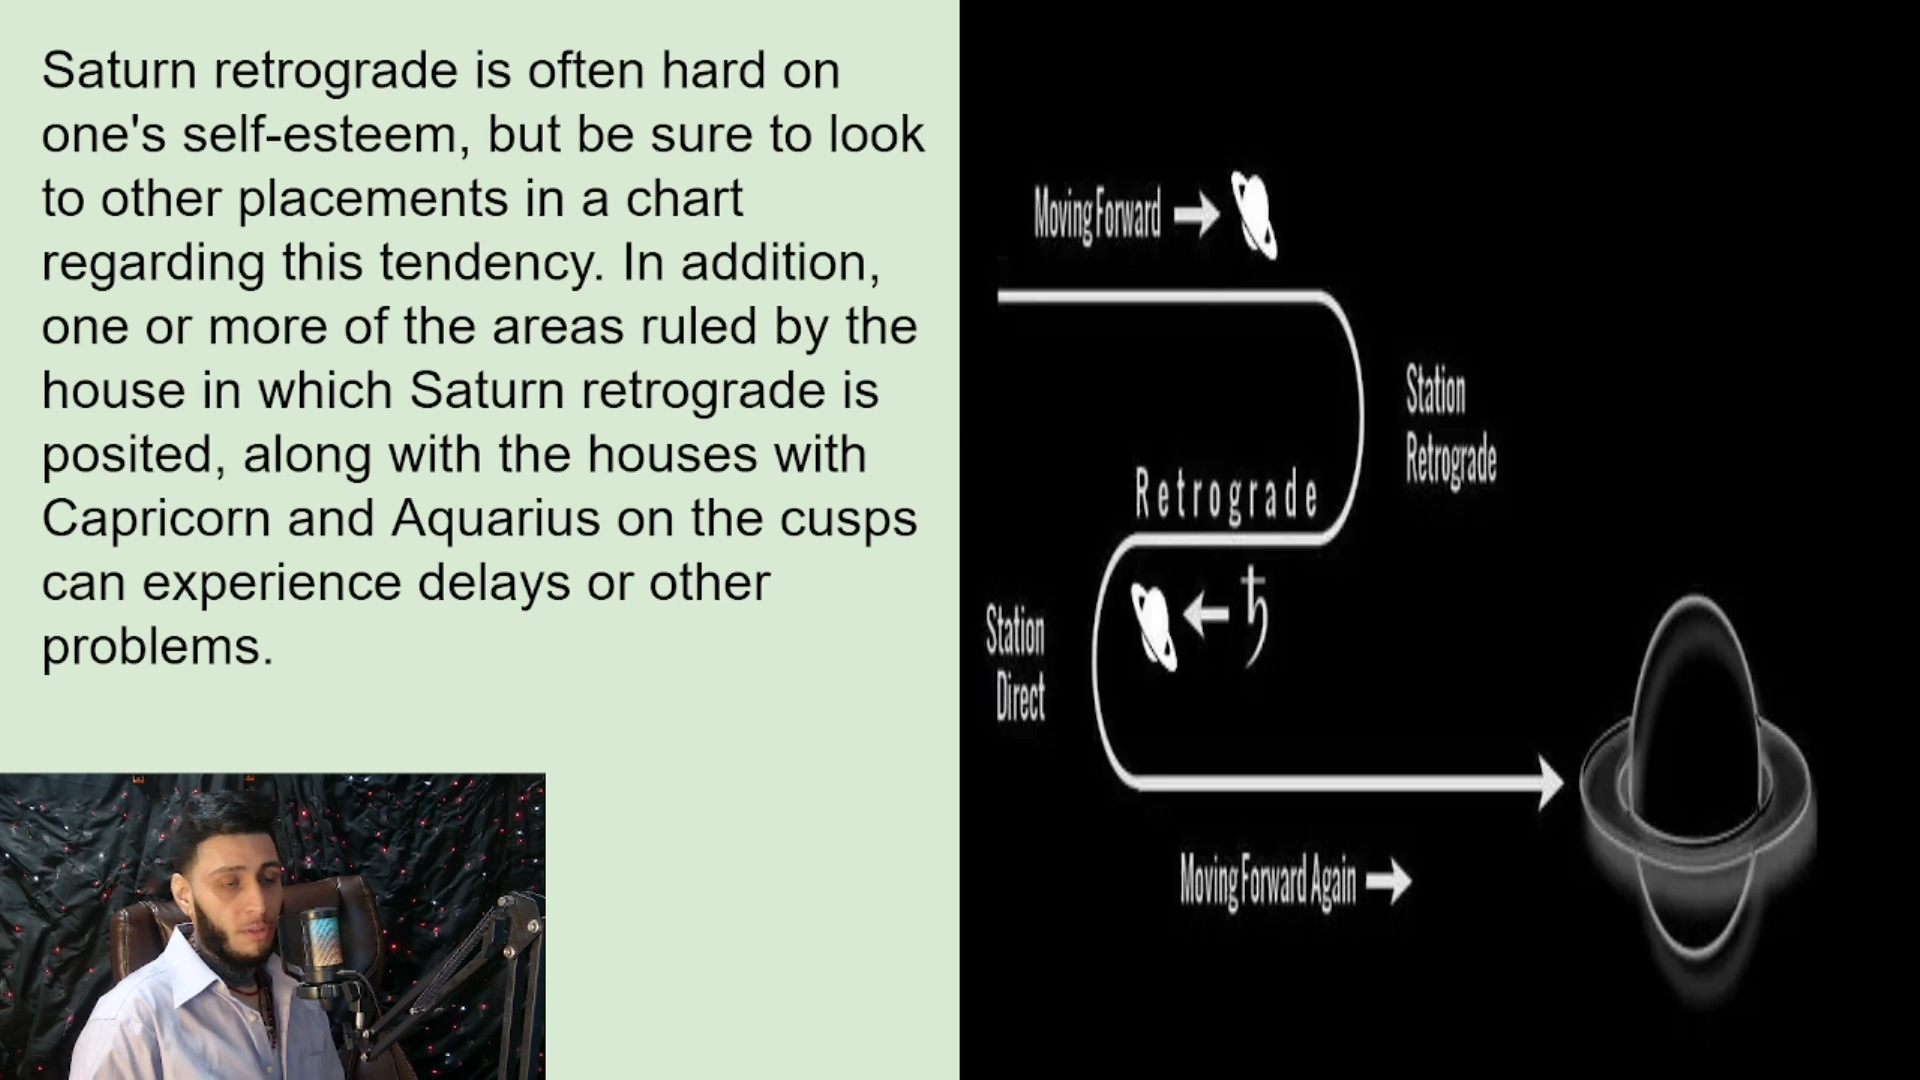 Saturn retrograde is often hard on
one's self-esteem, but be sure to look
to other placements in a chart
regarding this tendency. In addition,
one or more of the areas ruled by the
house in which Saturn retrograde is
posited, along with the houses with
Capricorn and Aquarius on the cusps
can experience delays or other
problems.
Moving Forward
Station
Retrograde
Retrograde
Station
Direct
Moving Forward Again